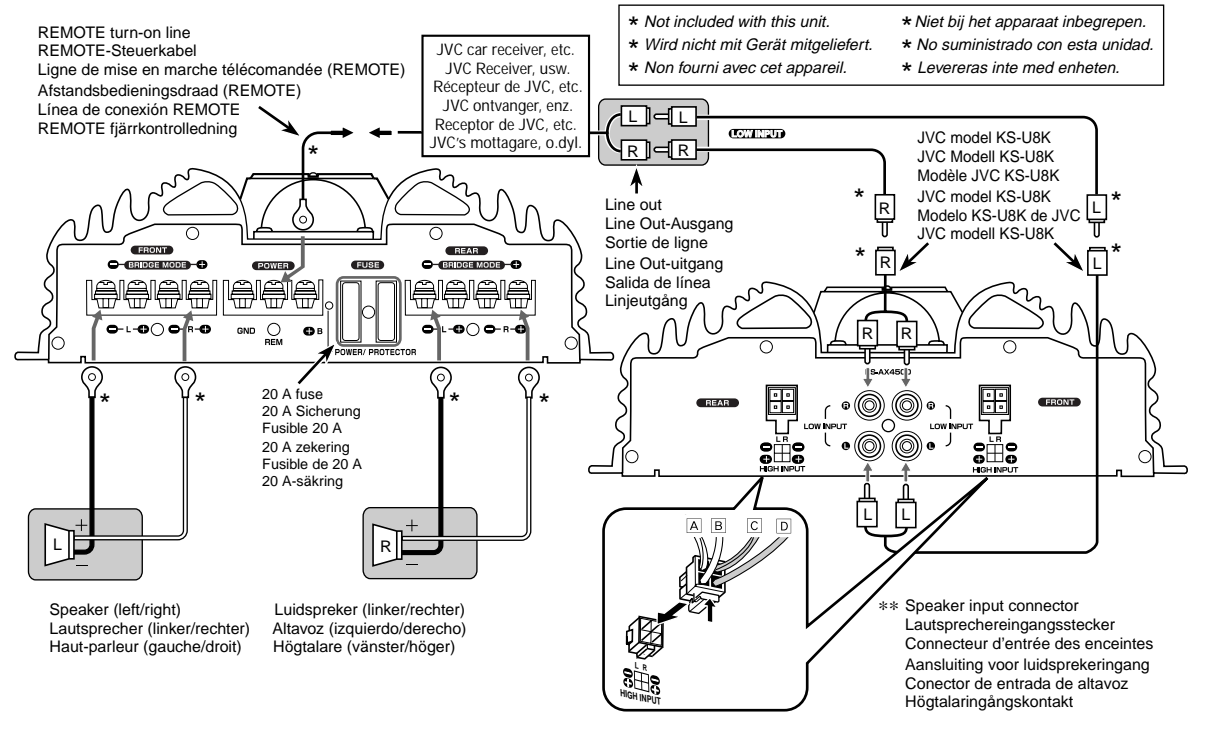 REMOTE turn-on line
REMOTE-Steuerkabel
Ligne de mise en marche télécomandée (REMOTE)
Afstandsbedieningsdraad (REMOTE)
Línea de conexión REMOTE
REMOTE fjärrkontrolledning
*
JVC car receiver, etc.
JVC Receiver, usw.
Récepteur de JVC, etc.
JVC ontvanger, enz.
Receptor de JVC, etc.
JVC's mottagare, o.dyl.
* Not included with this unit.
* Wird nicht mit Gerät mitgeliefert.
* Non fourni avec cet appareil.
* Niet bij het apparaat inbegrepen.
* No suministrado con esta unidad.
* Levereras inte med enheten.
L L
R R
LOW INPUT
Line out
Line Out-Ausgang
Sortie de ligne
Line Out-uitgang
Salida de línea
Linjeutgång
JVC model KS-U8K
JVC Modell KS-U8K
Modèle JVC KS-U8K
JVC model KS-U8K
Modelo KS-U8K de JVC
JVC modell KS-U8K
* R
* R
L *
L *
FRONT
BRIDGE MODE
POWER
FUSE
REAR
BRIDGE MODE
L R
GND
REM
B
POWER/ PROTECTOR
L R
* * * *
20 A fuse
20 A Sicherung
Fusible 20 A
20 A zekering
Fusible de 20 A
20 A-säkring
+
L
−
+
R
−
Speaker (left/right)
Lautsprecher (linker/rechter)
Haut-parleur (gauche/droit)
Luidspreker (linker/rechter)
Altavoz (izquierdo/derecho)
Högtalare (vänster/höger)
R R
KS-AX4500
REAR
FRONT
R R
LOW INPUT
LOW INPUT
L L
L R
HIGH INPUT
L R
HIGH INPUT
L L
A B C D
L R
HIGH INPUT
** Speaker input connector
Lautsprechereingangsstecker
Connecteur d'entrée des enceintes
Aansluiting voor luidsprekeringang
Conector de entrada de altavoz
Högtalaringångskontakt